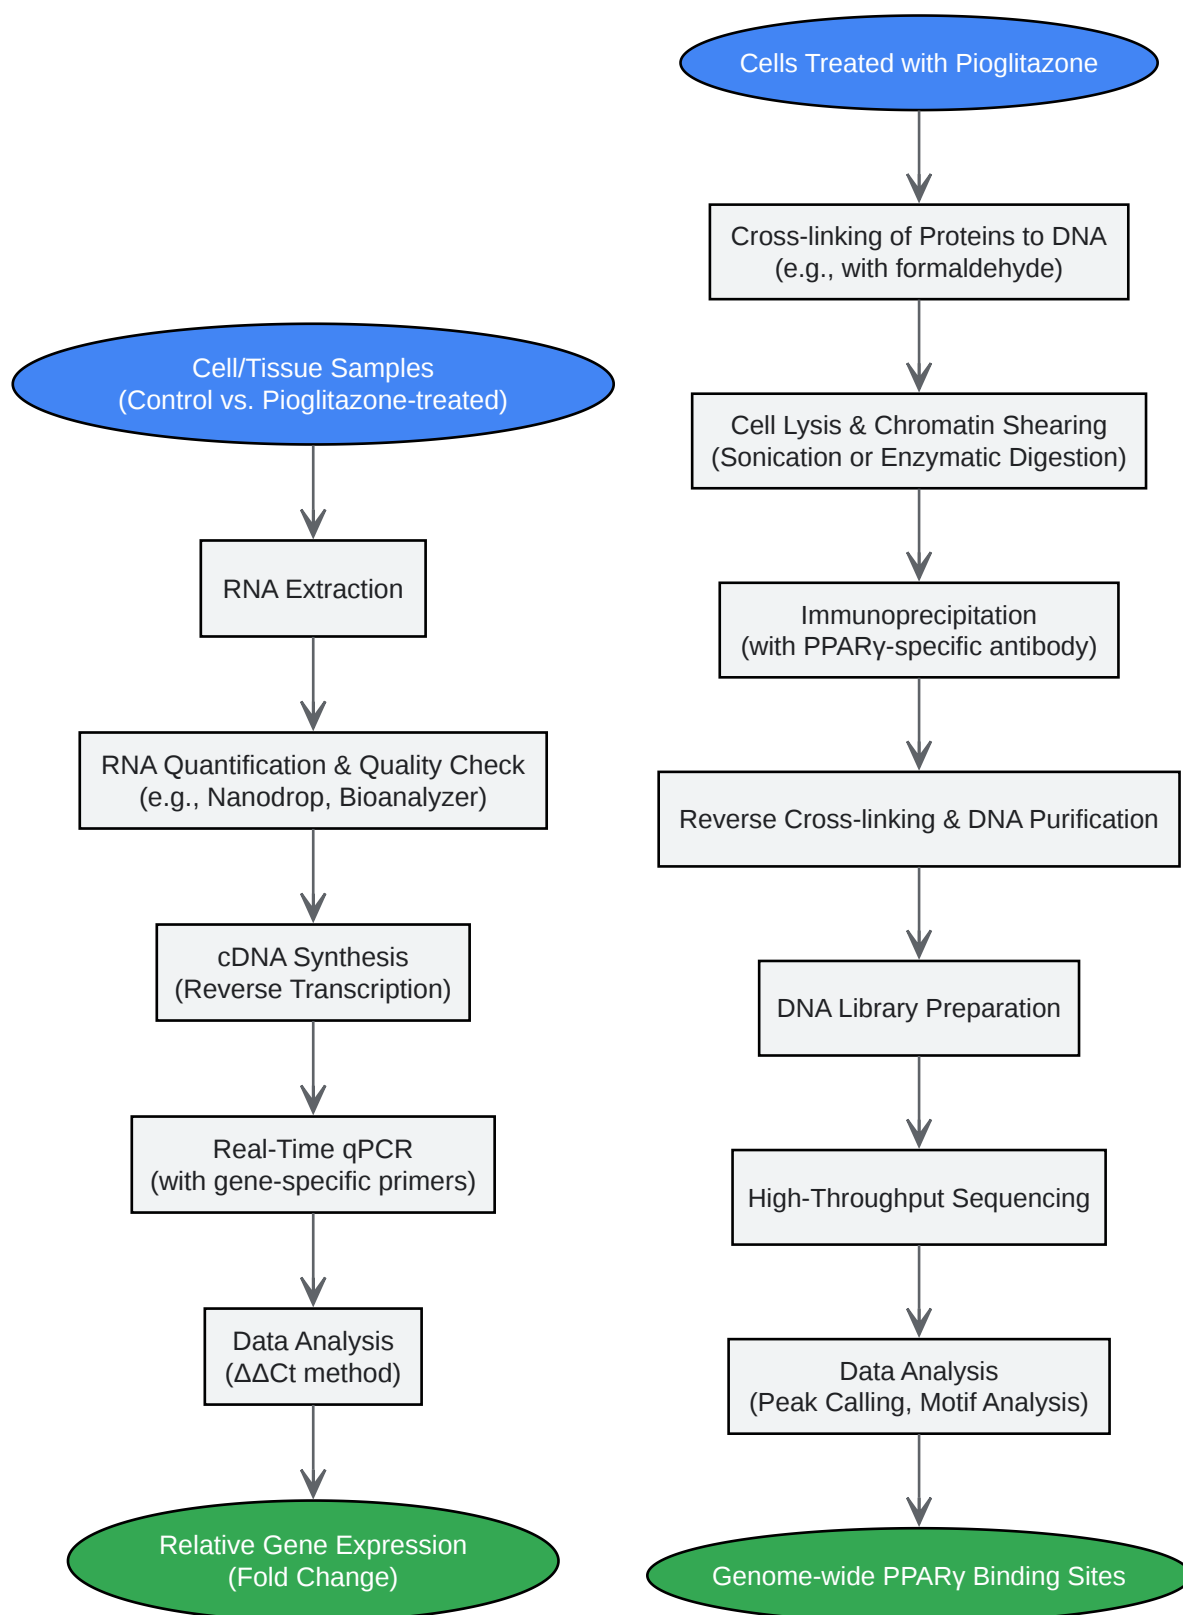 Cell/Tissue Samples
(Control vs. Pioglitazone-treated)
RNA Extraction
RNA Quantification & Quality Check
(e.g., Nanodrop, Bioanalyzer)
cDNA Synthesis
(Reverse Transcription)
Real-Time qPCR
(with gene-specific primers)
Data Analysis
(ΔΔCt method)
Relative Gene Expression
(Fold Change)
Cells Treated with Pioglitazone
Cross-linking of Proteins to DNA
(e.g., with formaldehyde)
Cell Lysis & Chromatin Shearing
(Sonication or Enzymatic Digestion)
Immunoprecipitation
(with PPARγ-specific antibody)
Reverse Cross-linking & DNA Purification
DNA Library Preparation
High-Throughput Sequencing
Data Analysis
(Peak Calling, Motif Analysis)
Genome-wide PPARγ Binding Sites